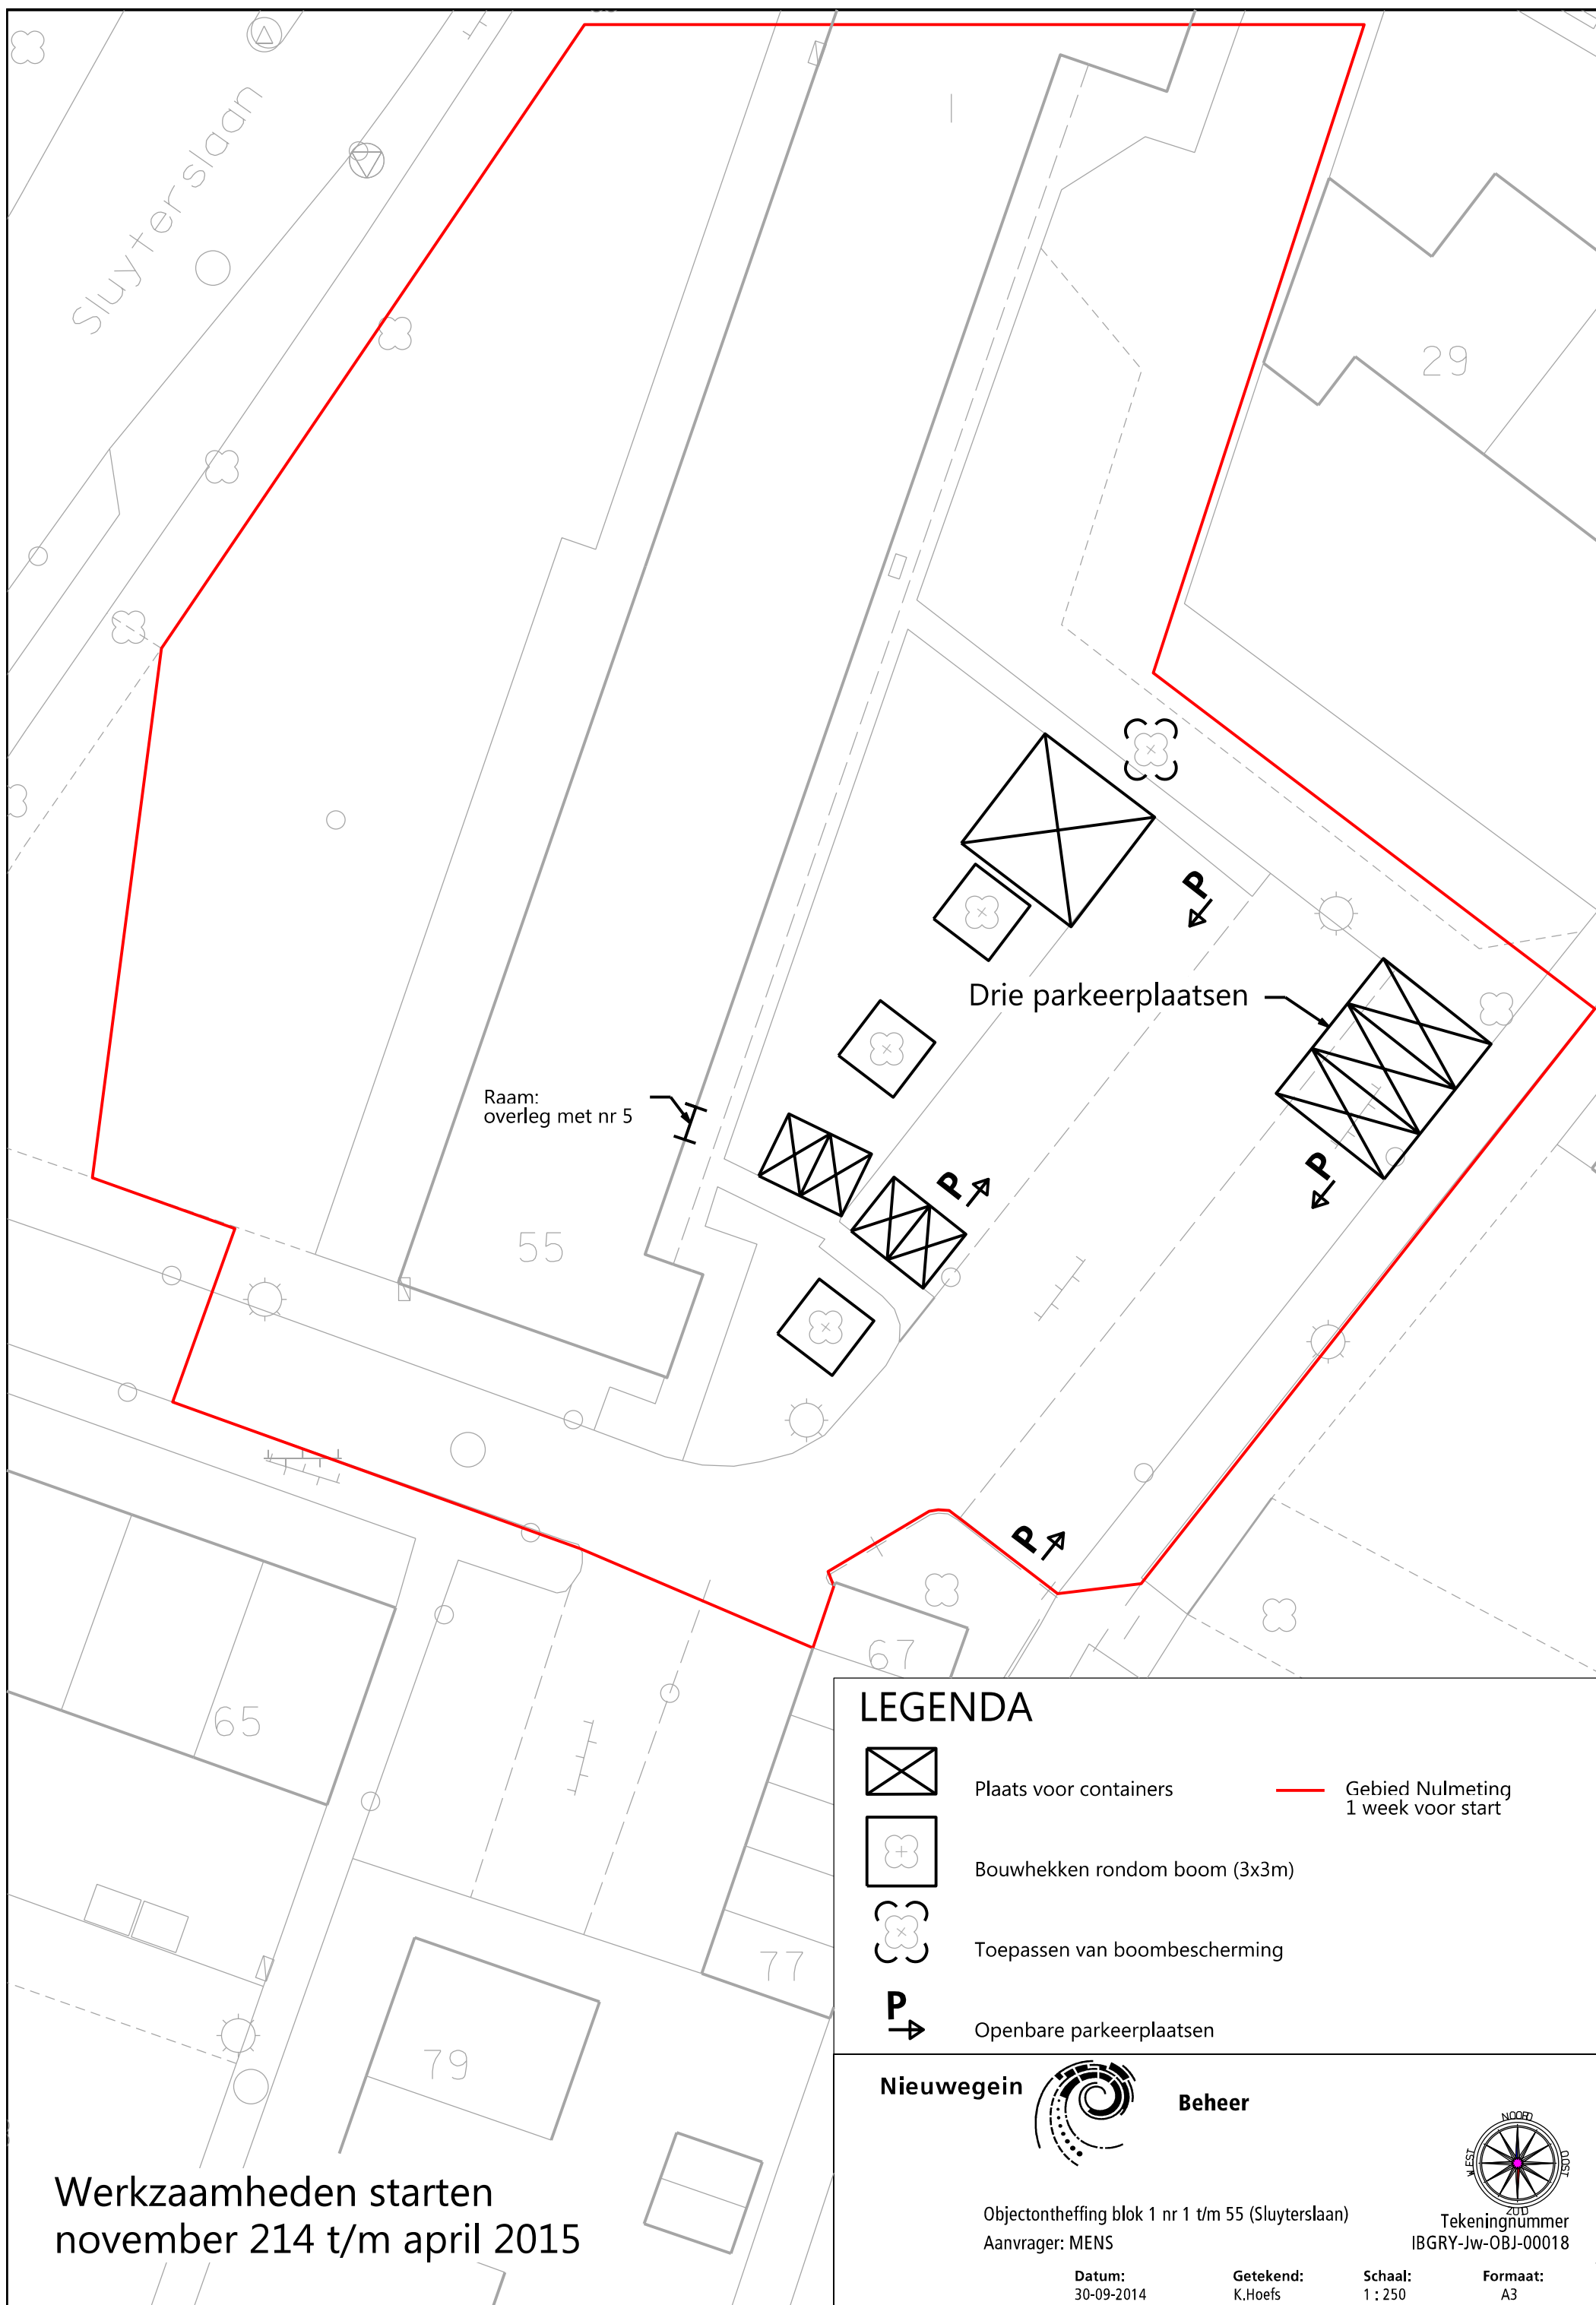 Sluyterslaan
29
P
Drie parkeerplaatsen
Raam:
overleg met nr 5
P
P
55
P
67
65
77
79
LEGENDA
Plaats voor containers
Gebied Nulmeting
1 week voor start
Bouwhekken rondom boom (3x3m)
Toepassen van boombescherming
P
Openbare parkeerplaatsen
Nieuwegein
Beheer
NOORD
WEST
OOST
ZUID
Objectontheffing blok 1 nr 1 t/m 55 (Sluyterslaan)
Aanvrager: MENS
Tekeningnummer
IBGRY-Jw-OBJ-00018
Datum: Getekend: Schaal: Formaat:
30-09-2014 K.Hoefs 1 : 250 A3
Werkzaamheden starten
november 214 t/m april 2015